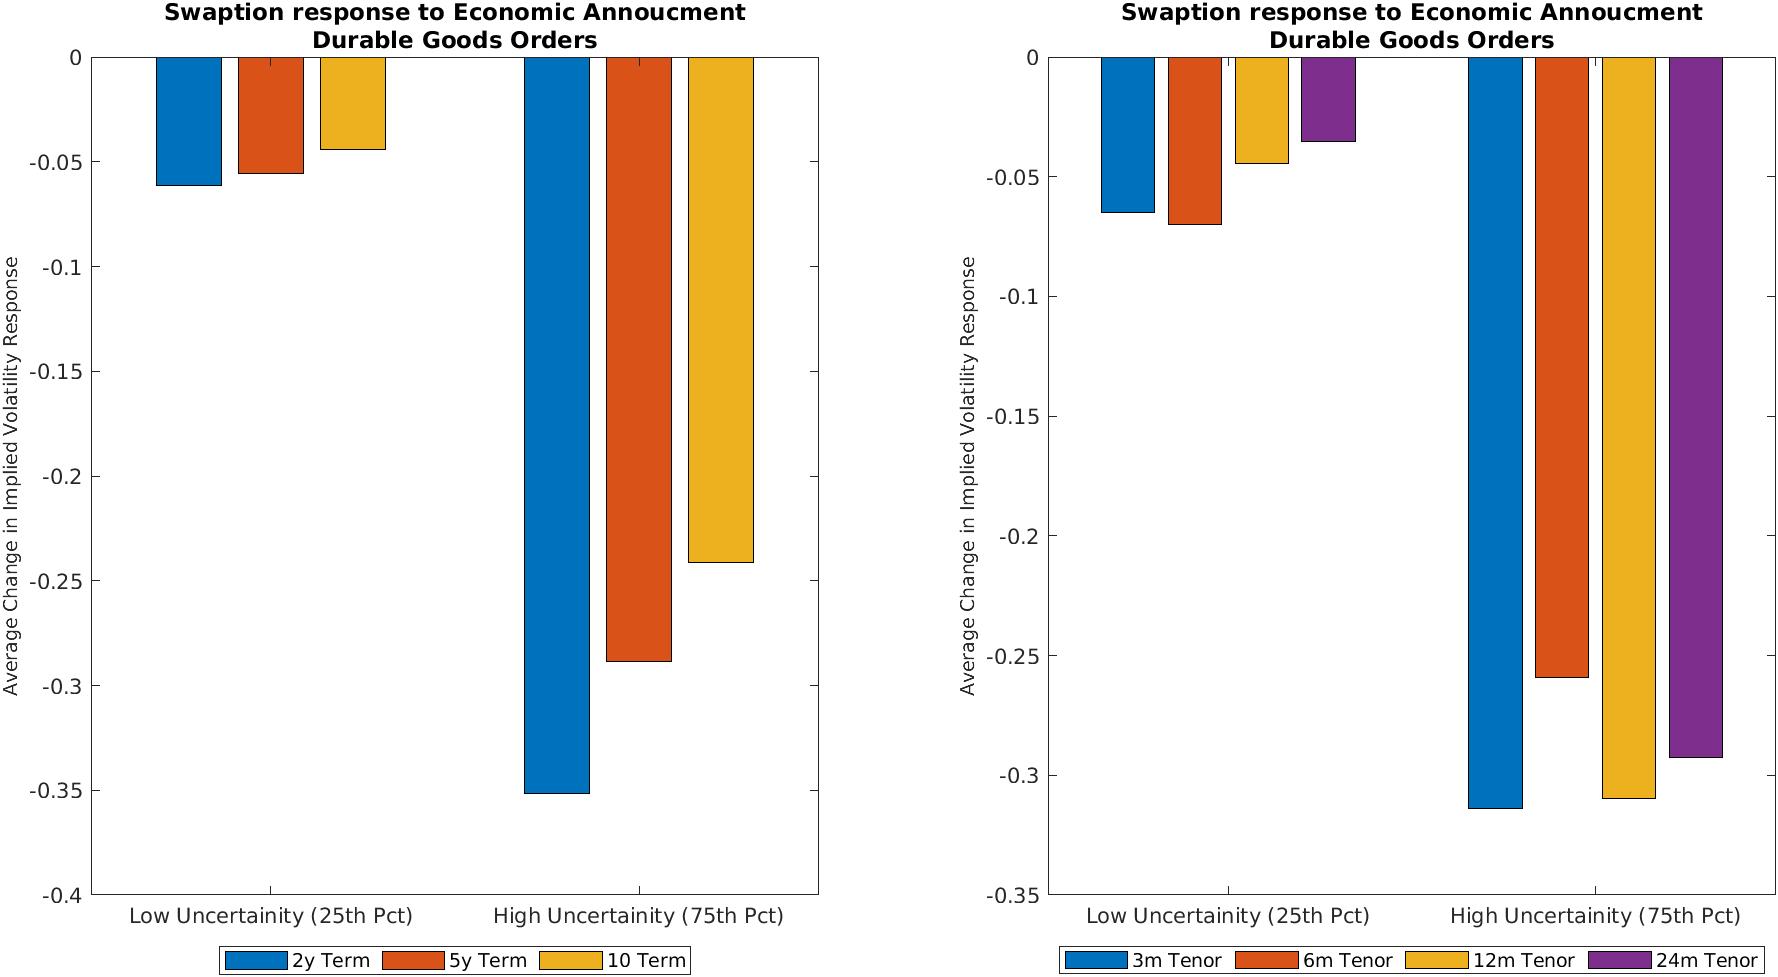 Swaption response to Economic Annoucment
Durable Goods Orders
0
-0.05
-0.1
-0.15
-0.2
-0.25
-0.3
-0.35
-0.4
Average Change in Implied Volatility Response
Low Uncertainity (25th Pct)
High Uncertainity (75th Pct)
2y Term
5y Term
10 Term
Swaption response to Economic Annoucment
Durable Goods Orders
0
-0.05
-0.1
-0.15
-0.2
-0.25
-0.3
-0.35
Average Change in Implied Volatility Response
Low Uncertainity (25th Pct)
High Uncertainity (75th Pct)
3m Tenor
6m Tenor
12m Tenor
24m Tenor